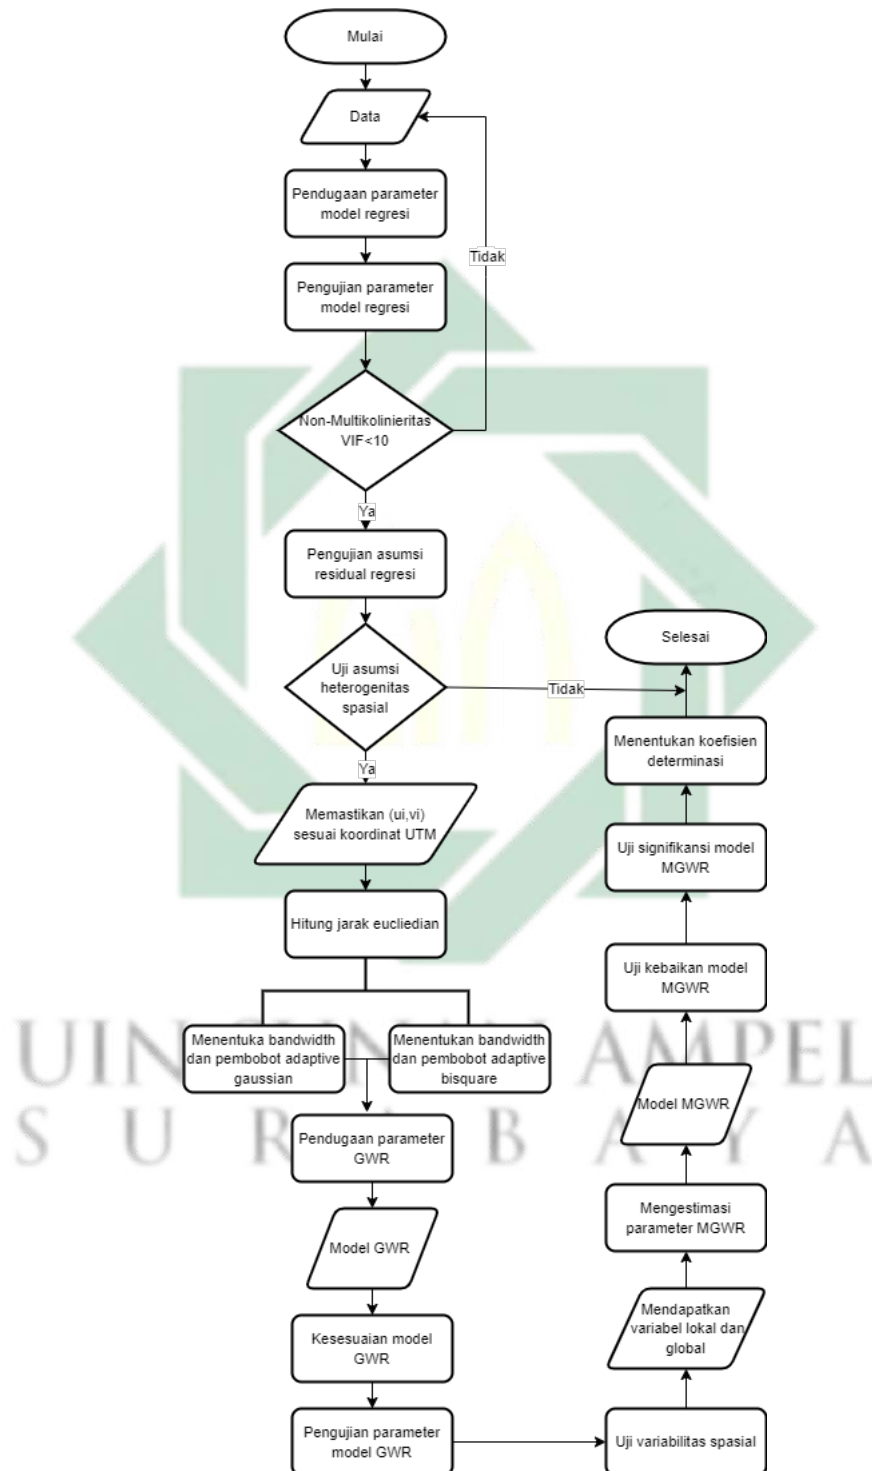 Mulai
Data
Pendugaan parameter
model regresi
Tidak
Pengujian parameter
model regresi
Non-Multikolinieritas
VIF<10
Ya
Pengujian asumsi
residual regresi
Uji asumsi
heterogenitas
spasial
Tidak
Ya
Memastikan (ui,vi)
sesuai koordinat UTM
Hitung jarak eucliedian
Menentuka bandwidth
dan pembobot adaptive
gaussian
Menentukan bandwidth
dan pembobot adaptive
bisquare
Pendugaan parameter
GWR
Model GWR
Kesesuaian model
GWR
Pengujian parameter
model GWR
Uji variabilitas spasial
Mendapatkan
variabel lokal dan
global
Mengestimasi
parameter MGWR
Model MGWR
Uji kebaikan model
MGWR
Uji signifikansi model
MGWR
Menentukan koefisien
determinasi
Selesai
UIN SUNAN AMPEL
SURABAYA